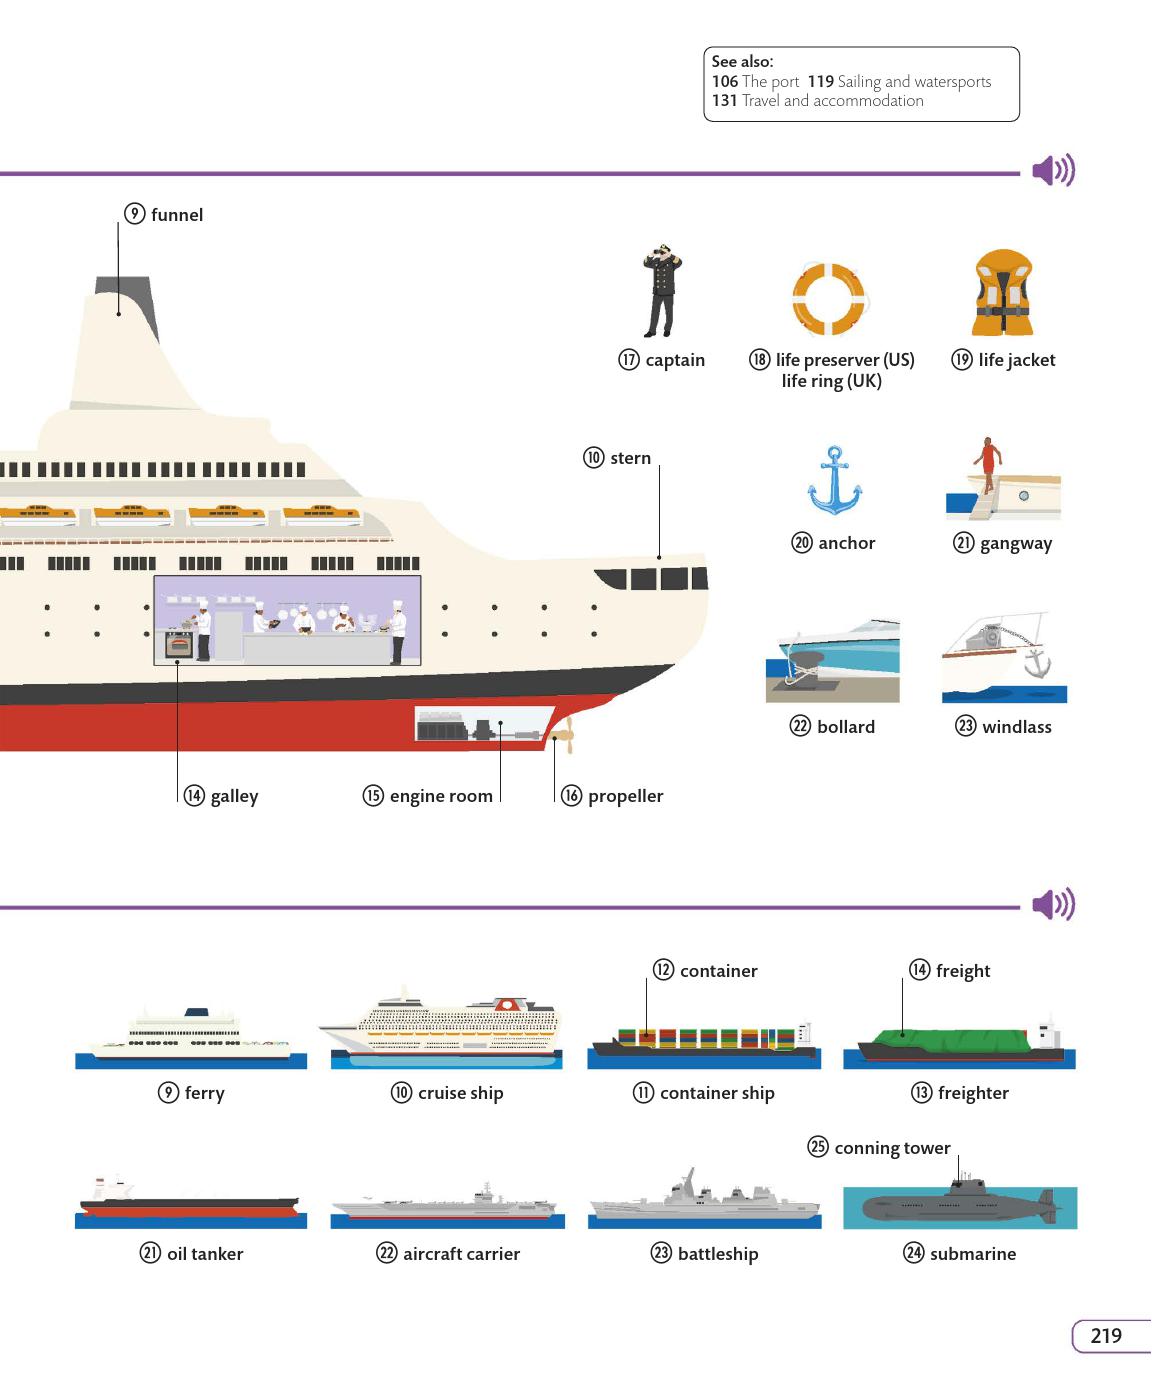 See also:
106 The port 119 Sailing and watersports
131 Travel and accommodation
9 funnel
17 captain
18 life preserver (US)
life ring (UK)
19 life jacket
10 stern
20 anchor
21 gangway
22 bollard
23 windlass
14 galley
15 engine room
16 propeller
12 container
14 freight
9 ferry
10 cruise ship
11 container ship
13 freighter
25 conning tower
21 oil tanker
22 aircraft carrier
23 battleship
24 submarine
219